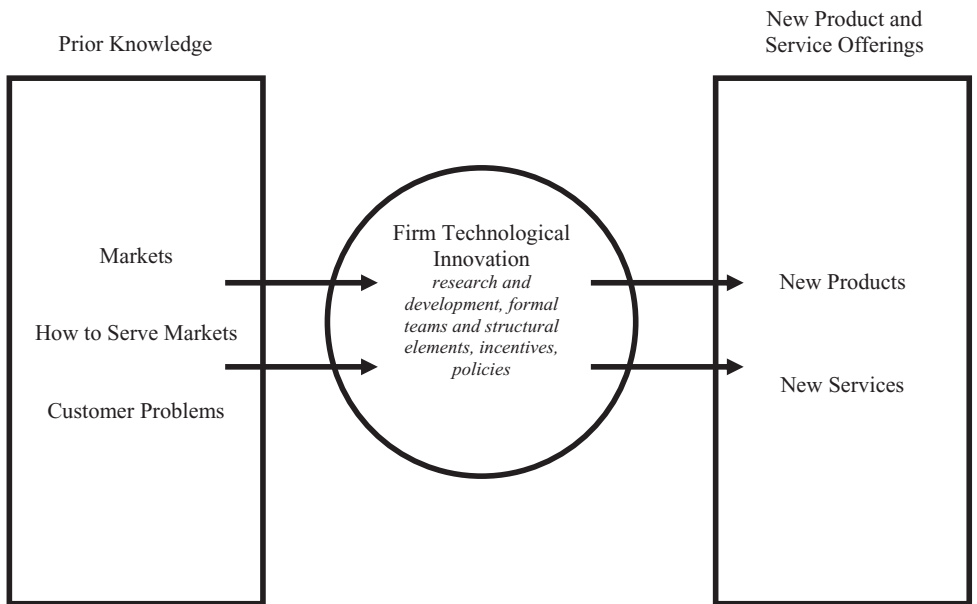 Prior Knowledge
New Product and
Service Offerings
Markets
How to Serve Markets
Customer Problems
Firm Technological
Innovation
research and
development, formal
teams and structural
elements, incentives,
policies
New Products
New Services